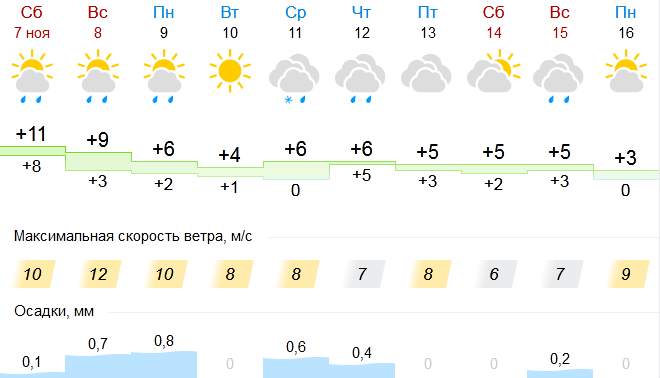 Сб Вс Пн Вт Ср Чт Пт Сб Вс Пн
7 ноя 8 9 10 11 12 13 14 15 16
+11 +9 +6 +4 +6 +6 +5 +5 +5 +3
+8 +3 +2 +1 0 +5 +3 +2 +3 0
Максимальная скорость ветра, м/с
10 12 10 8 8 7 8 6 7 9
Осадки, мм
0,1 0,7 0,8 0 0,6 0,4 0 0 0,2 0